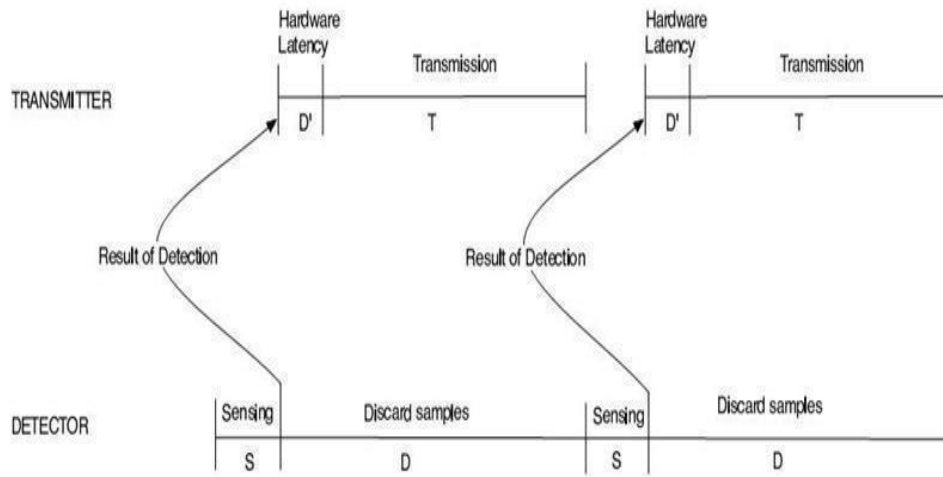 Hardware
Latency
Transmission
Hardware
Latency
Transmission
TRANSMITTER
D'
T
D'
T
Result of Detection
Result of Detection
Sensing
Discard samples
Sensing
Discard samples
DETECTOR
S
D
S
D